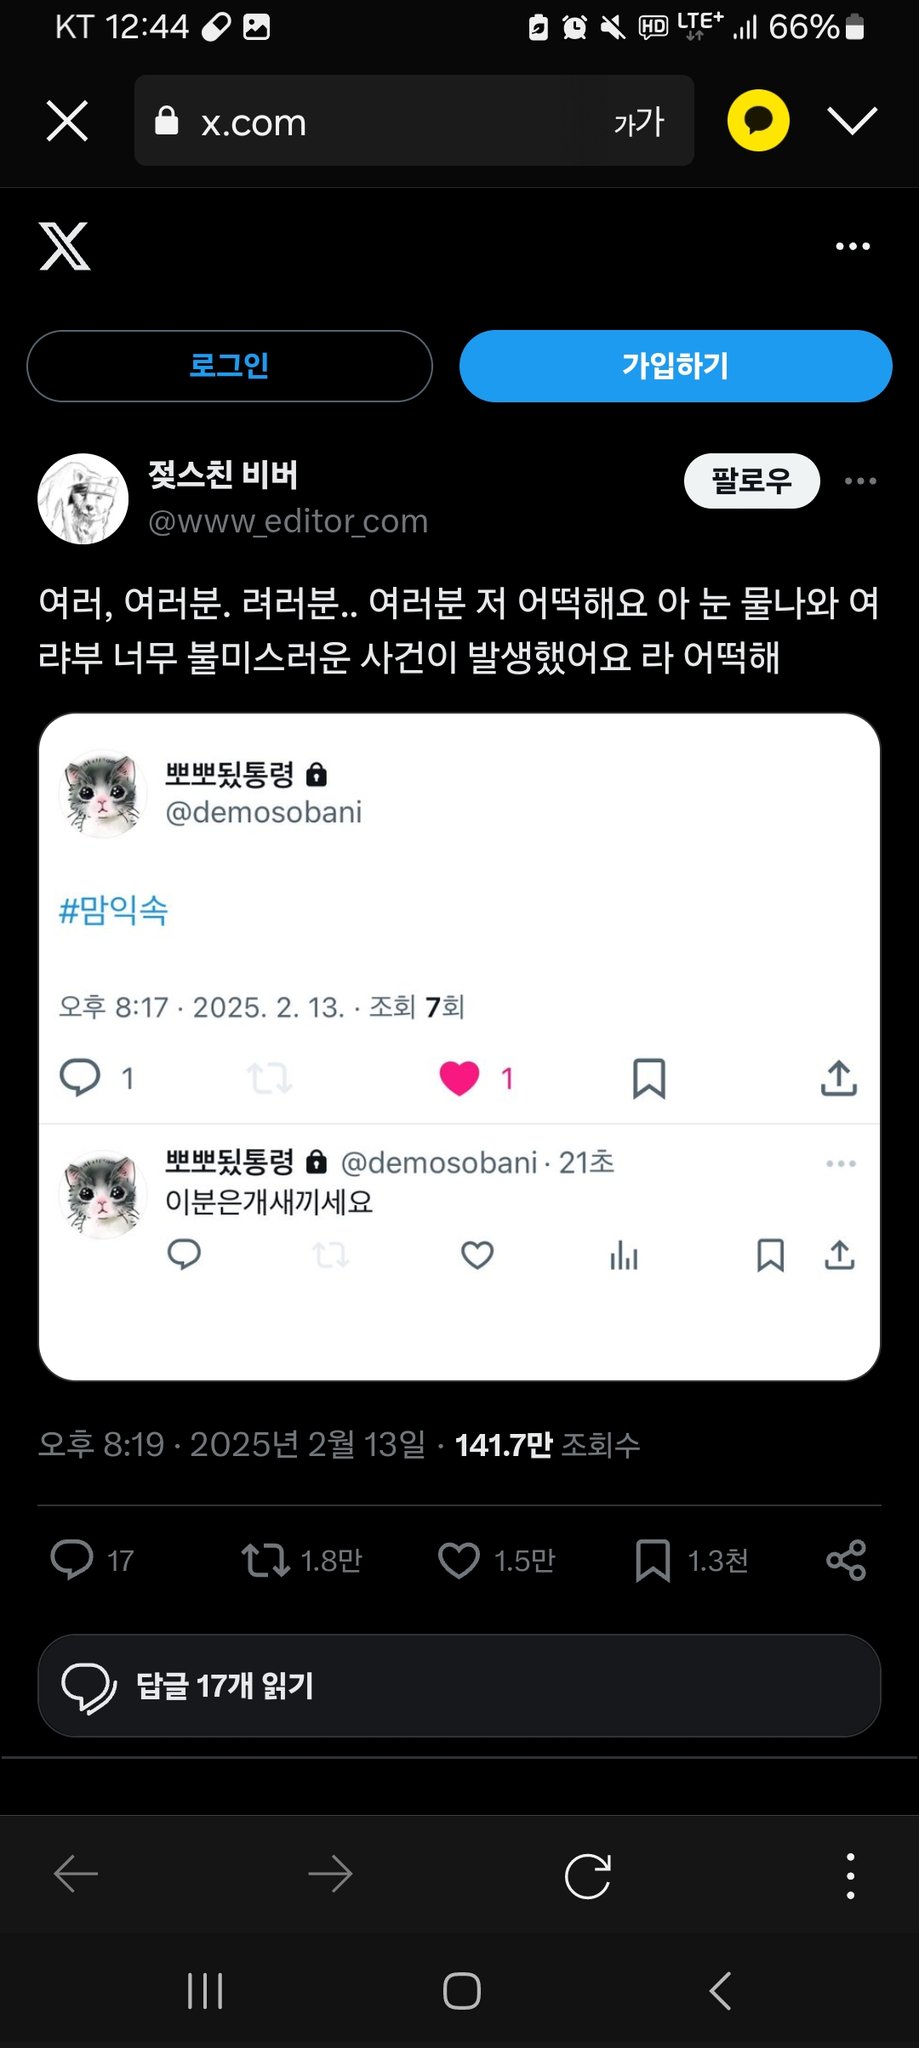 KT 12:44 HD LTE+ 66%
x.com 가가
로그인 가입하기
젖스친 비버 팔로우
@www_editor_com
여러, 여러분. 려러분.. 여러분 저 어떡해요 아 눈 물나와 여
랴부 너무 불미스러운 사건이 발생했어요 라 어떡해
뽀뽀됬통령
@demosobani
#맘익속
오후 8:17 · 2025. 2. 13. · 조회 7회
1 1
뽀뽀됬통령 @demosobani · 21초
이분은개새끼세요
오후 8:19 · 2025년 2월 13일 · 141.7만 조회수
17 1.8만 1.5만 1.3천
답글 17개 읽기